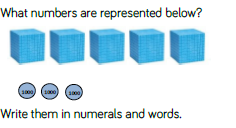 What numbers are represented below?
1000 1000 1000
Write them in numerals and words.